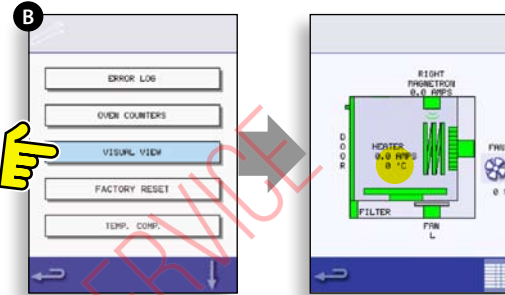 B
ERROR LOG
OVEN COUNTERS
VISUAL VIEW
FACTORY RESET
TEMP. COMP.
RIGHT
MAGNETRON
0.0 AMPS
DOOR
HEATER
0.0 AMPS
0 °C
FAN
0
FILTER
FAN
L
SERVICE